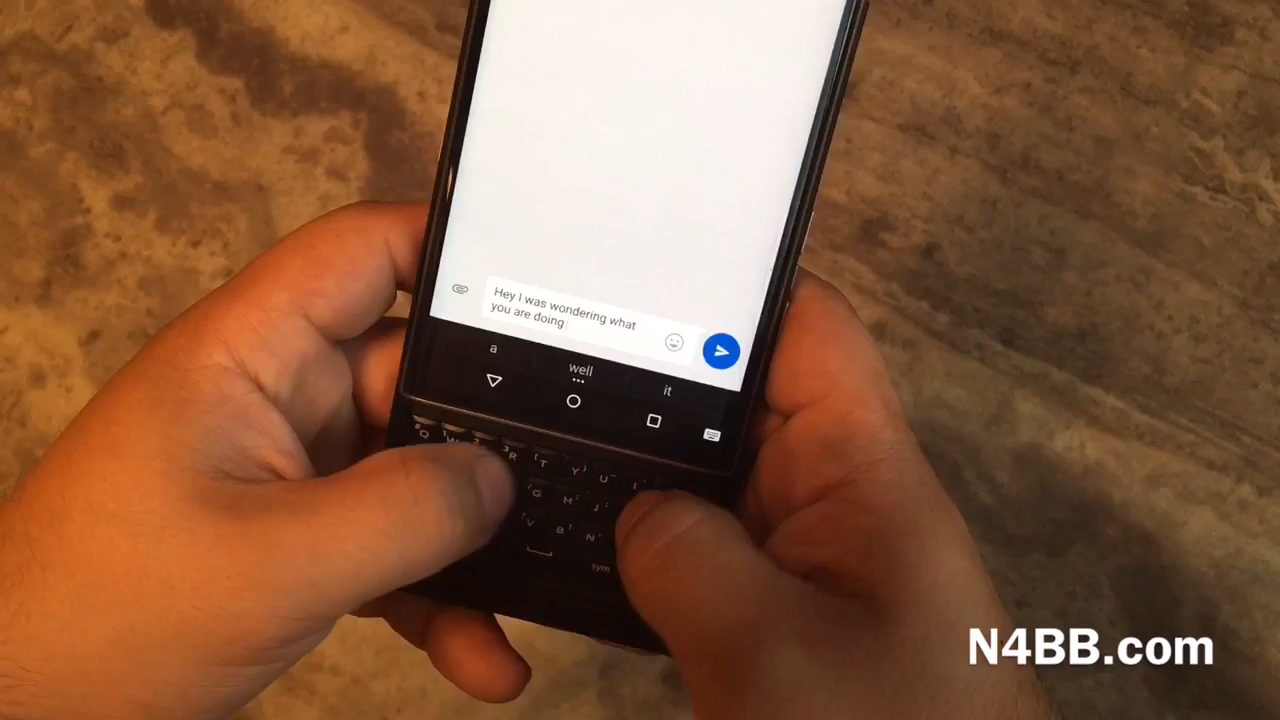 Hey I was wondering what
you are doing
a well it
Q W R T Y U I
G H J
V B N
sym
N4BB.com